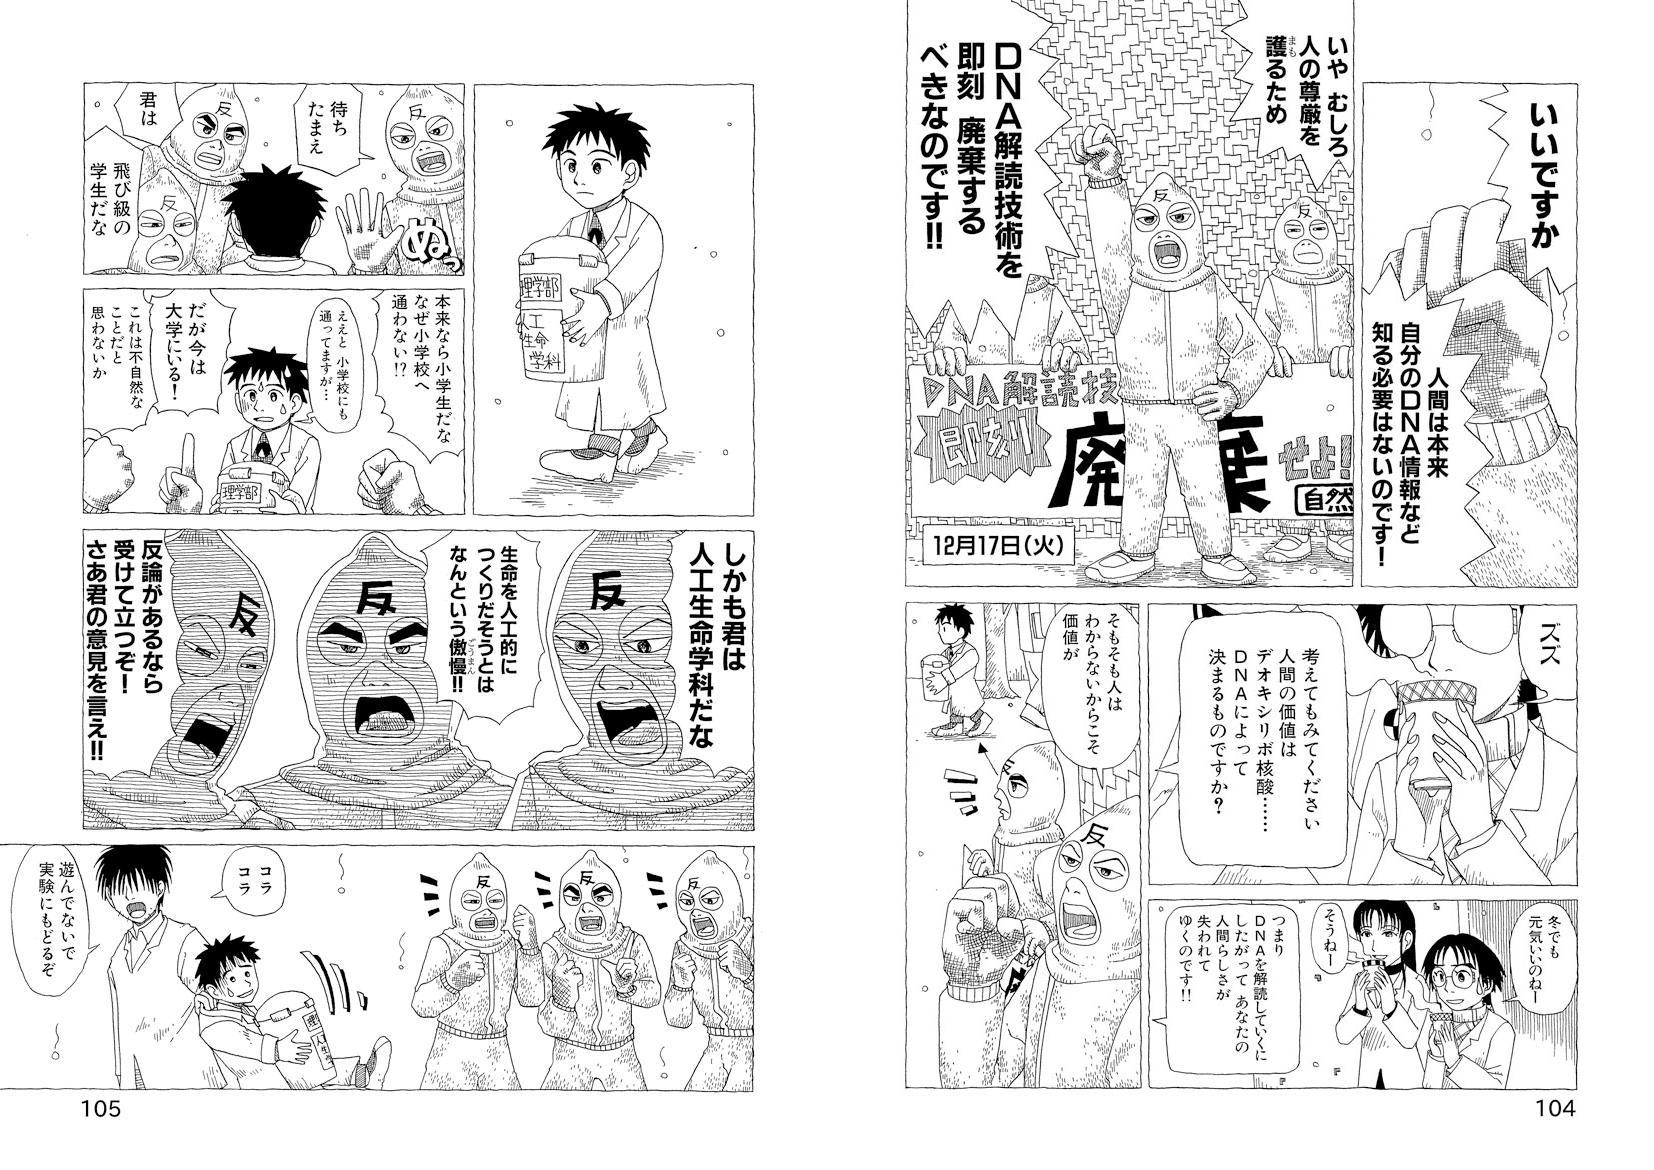 いいですか
人間は本来
自分のDNA情報など
知る必要はないのです！
いや むしろ
人の尊厳を
護るため
まも
DNA解読技術を
即刻 廃棄する
べきなのです!!
反
反
DNA解読技
即刻
廃棄
せよ！
自然
12月17日（火）
ズズ
考えてもみてください
人間の価値は
デオキシリボ核酸……
DNAによって
決まるものですか？
そもそも人は
わからないからこそ
価値が
反
反
冬でも
元気いいのねー
そうねー
つまり
DNAを解読していくに
したがって あなたの
人間らしさが
失われて
ゆくのです!!
104
理学部
人工
生命
学科
待ち
たまえ
君は
飛び級の
学生だな
反
反
反
ぬっ
本来なら小学生だな
なぜ小学校へ
通わない!?
ええと 小学校にも
通ってますが…
だが今は
大学にいる！
これは不自然な
ことだと
思わないか
理学部
しかも君は
人工生命学科だな
生命を人工的に
つくりだそうとは
なんという傲慢!!
ごうまん
反論があるなら
受けて立つぞ！
さあ君の意見を言え!!
反
反
反
反
反
反
コラ
コラ
理
人工
遊んでないで
実験にもどるぞ
105